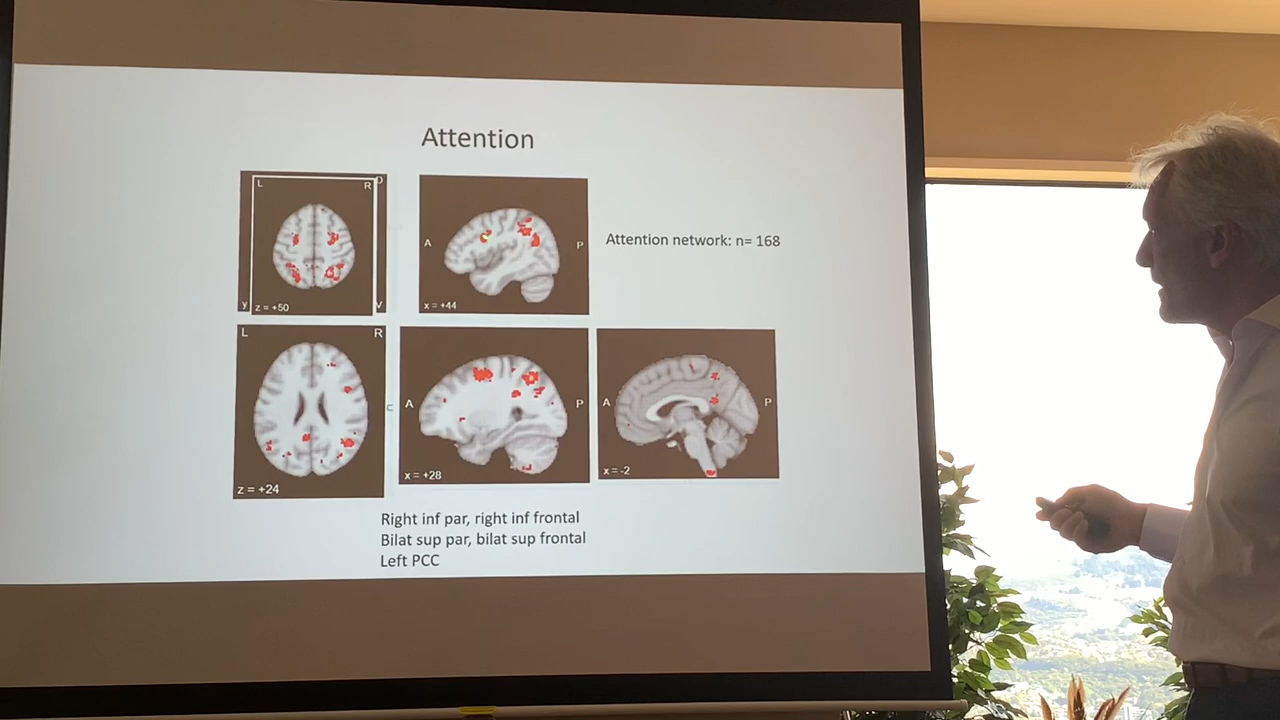 Attention
L R
y z = +50 V
A P
x = +44
Attention network: n= 168
L R
z = +24
A P
x = +28
A P
x = -2
Right inf par, right inf frontal
Bilat sup par, bilat sup frontal
Left PCC